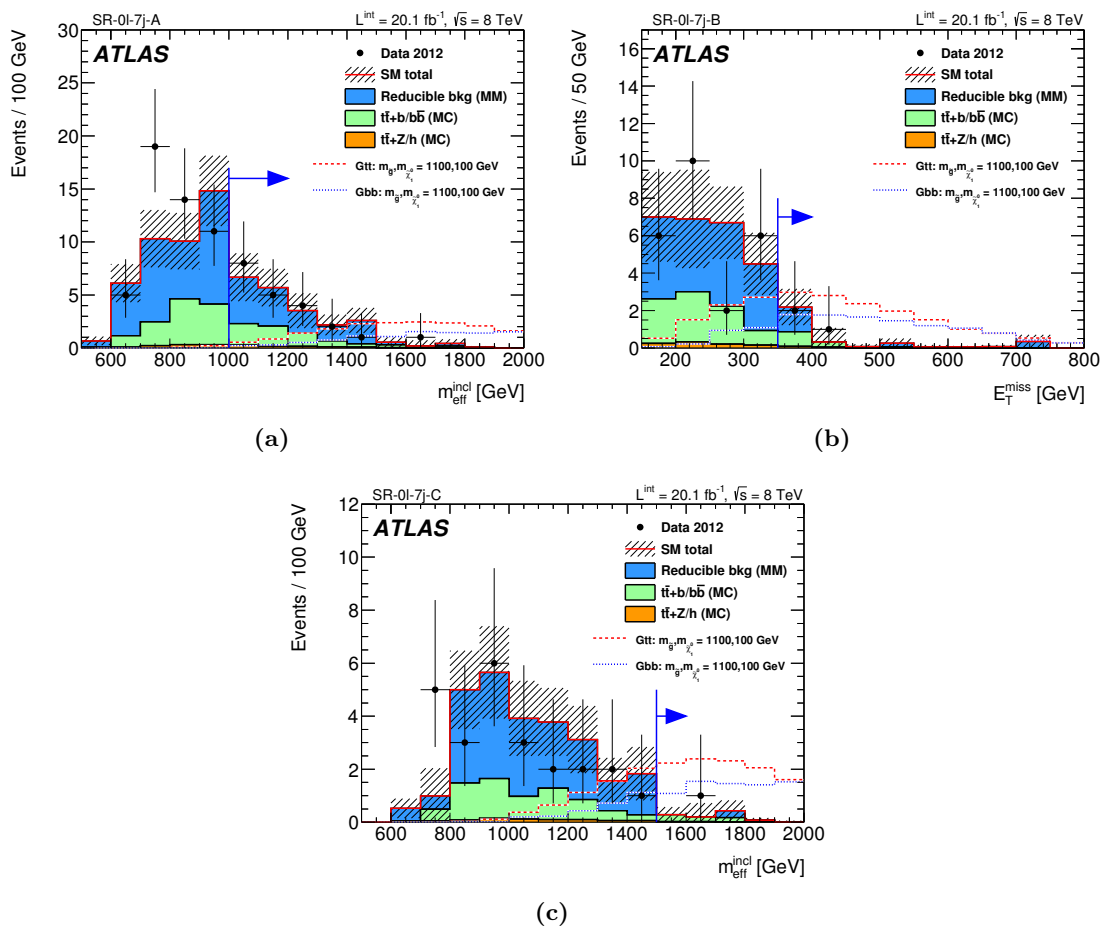 SR-0l-7j-A
L^int = 20.1 fb⁻¹, √s = 8 TeV
Events / 100 GeV
30
25
20
15
10
5
0
ATLAS
Data 2012
SM total
Reducible bkg (MM)
tt̄+b/bb̄ (MC)
tt̄+Z/h (MC)
Gtt: m_g̃,m_χ̃⁰₁ = 1100,100 GeV
Gbb: m_g̃,m_χ̃⁰₁ = 1100,100 GeV
600 800 1000 1200 1400 1600 1800 2000
m_eff^incl [GeV]
(a)
SR-0l-7j-B
L^int = 20.1 fb⁻¹, √s = 8 TeV
Events / 50 GeV
16
14
12
10
8
6
4
2
0
ATLAS
Data 2012
SM total
Reducible bkg (MM)
tt̄+b/bb̄ (MC)
tt̄+Z/h (MC)
Gtt: m_g̃,m_χ̃⁰₁ = 1100,100 GeV
Gbb: m_g̃,m_χ̃⁰₁ = 1100,100 GeV
200 300 400 500 600 700 800
E_T^miss [GeV]
(b)
SR-0l-7j-C
L^int = 20.1 fb⁻¹, √s = 8 TeV
Events / 100 GeV
12
10
8
6
4
2
0
ATLAS
Data 2012
SM total
Reducible bkg (MM)
tt̄+b/bb̄ (MC)
tt̄+Z/h (MC)
Gtt: m_g̃,m_χ̃⁰₁ = 1100,100 GeV
Gbb: m_g̃,m_χ̃⁰₁ = 1100,100 GeV
600 800 1000 1200 1400 1600 1800 2000
m_eff^incl [GeV]
(c)